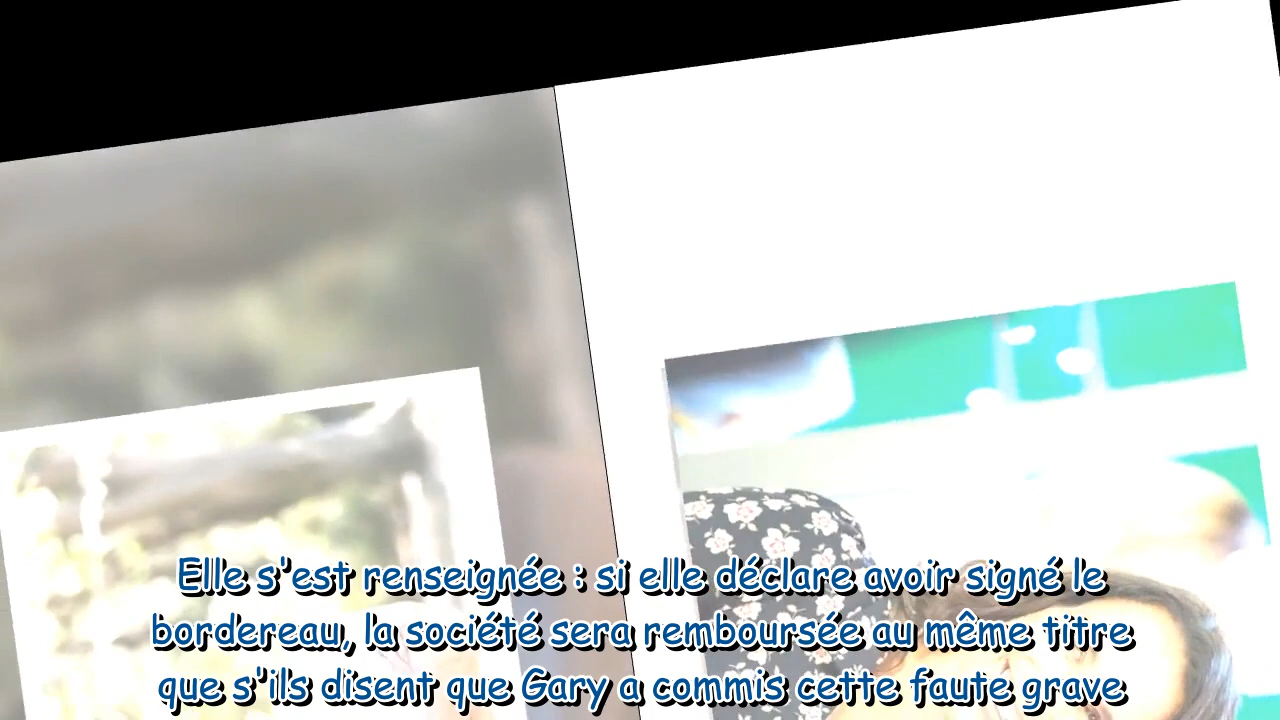 Elle s'est renseignée : si elle déclare avoir signé le
bordereau, la société sera remboursée au même titre
que s'ils disent que Gary a commis cette faute grave